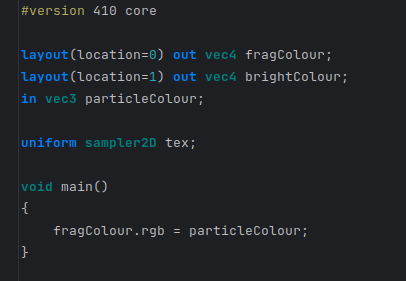 #version 410 core
layout(location=0) out vec4 fragColour;
layout(location=1) out vec4 brightColour;
in vec3 particleColour;
uniform sampler2D tex;
void main()
{
fragColour.rgb = particleColour;
}